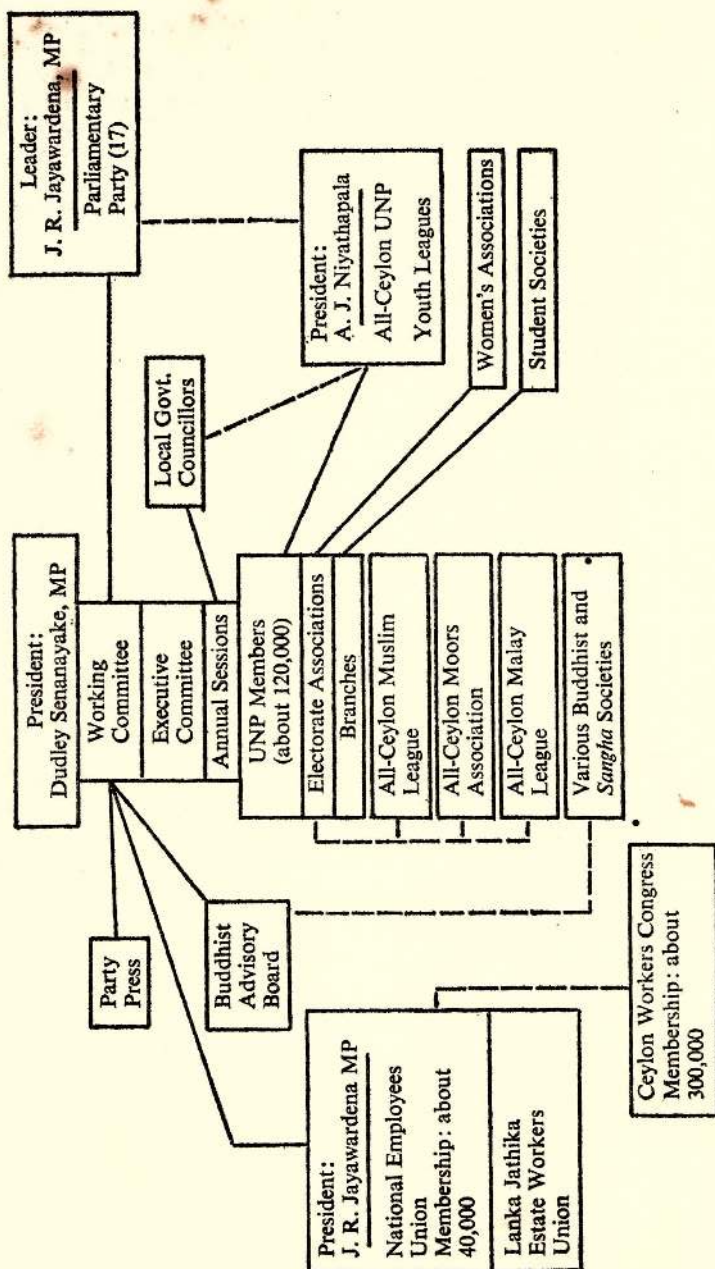 President:
Dudley Senanayake, MP
Working
Committee
Executive
Committee
Annual Sessions
UNP Members
(about 120,000)
Electorate Associations
Branches
All-Ceylon Muslim
League
All-Ceylon Moors
Association
All-Ceylon Malay
League
Various Buddhist and
Sangha Societies
Leader:
J. R. Jayawardena, MP
Parliamentary
Party (17)
Local Govt.
Councillors
President:
A. J. Niyathapala
All-Ceylon UNP
Youth Leagues
Women's Associations
Student Societies
Party
Press
Buddhist
Advisory
Board
President:
J. R. Jayawardena MP
National Employees
Union
Membership: about
40,000
Lanka Jathika
Estate Workers
Union
Ceylon Workers Congress
Membership: about
300,000